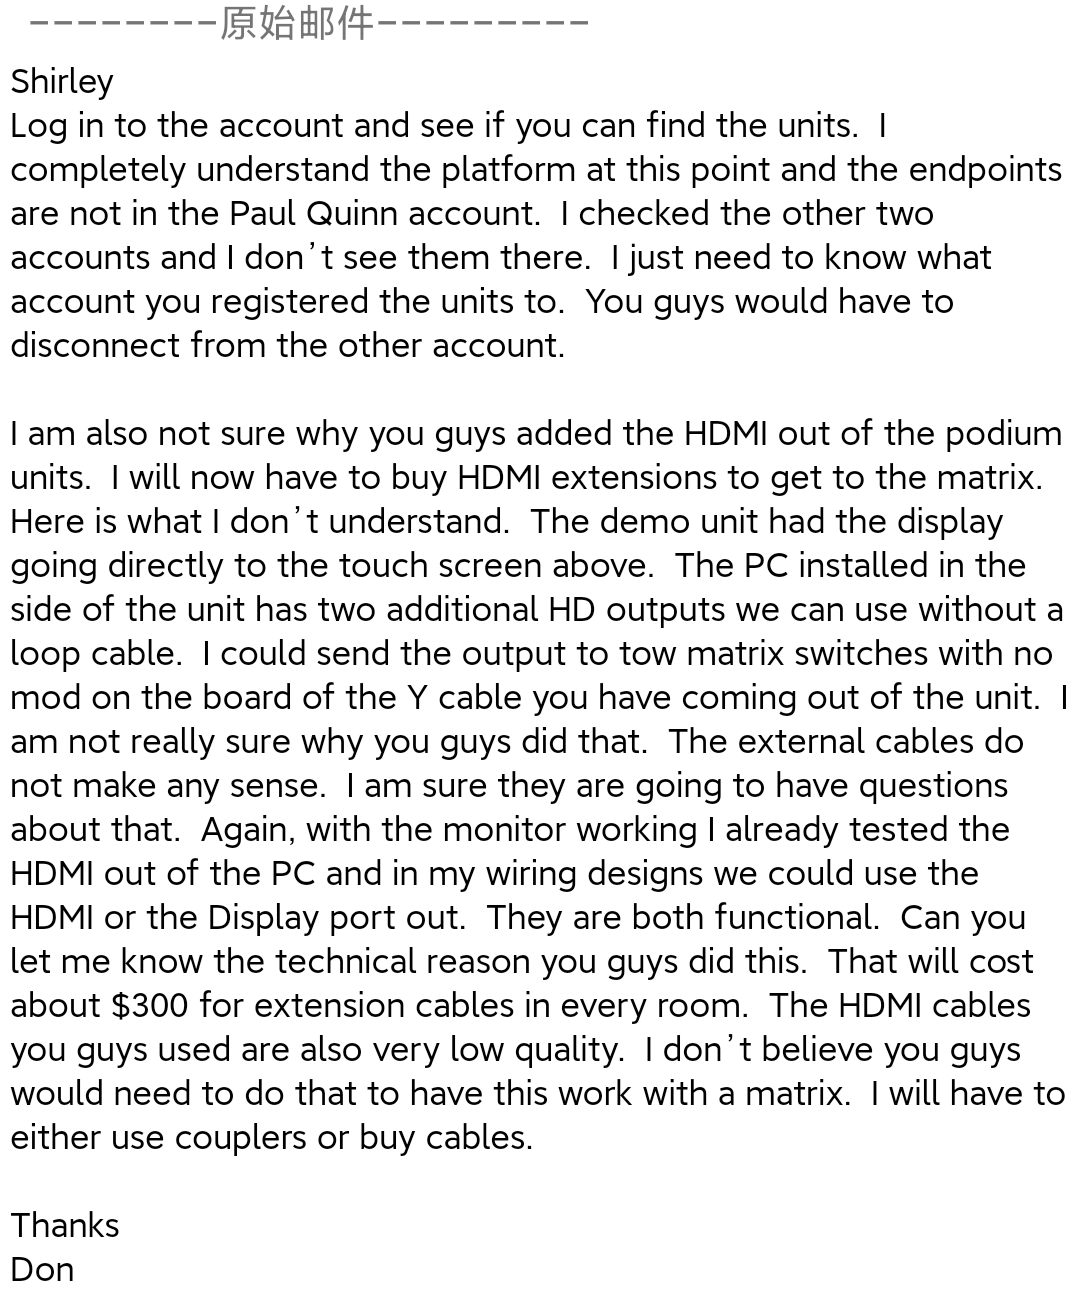 --------原始邮件---------
Shirley
Log in to the account and see if you can find the units.  I
completely understand the platform at this point and the endpoints
are not in the Paul Quinn account.  I checked the other two
accounts and I don’t see them there.  I just need to know what
account you registered the units to.  You guys would have to
disconnect from the other account.

I am also not sure why you guys added the HDMI out of the podium
units.  I will now have to buy HDMI extensions to get to the matrix.
Here is what I don’t understand.  The demo unit had the display
going directly to the touch screen above.  The PC installed in the
side of the unit has two additional HD outputs we can use without a
loop cable.  I could send the output to tow matrix switches with no
mod on the board of the Y cable you have coming out of the unit.  I
am not really sure why you guys did that.  The external cables do
not make any sense.  I am sure they are going to have questions
about that.  Again, with the monitor working I already tested the
HDMI out of the PC and in my wiring designs we could use the
HDMI or the Display port out.  They are both functional.  Can you
let me know the technical reason you guys did this.  That will cost
about $300 for extension cables in every room.  The HDMI cables
you guys used are also very low quality.  I don’t believe you guys
would need to do that to have this work with a matrix.  I will have to
either use couplers or buy cables.

Thanks
Don